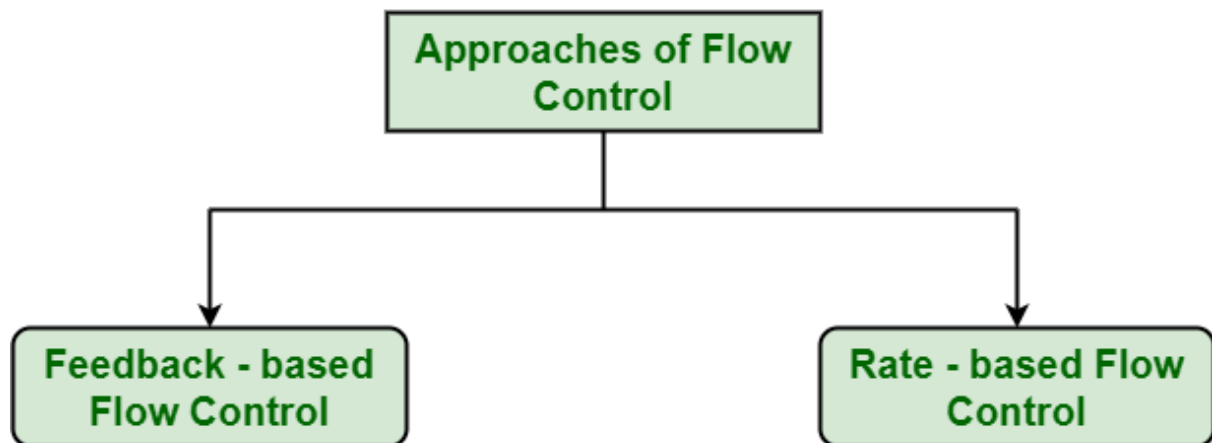 Approaches of Flow
Control
Feedback - based
Flow Control
Rate - based Flow
Control